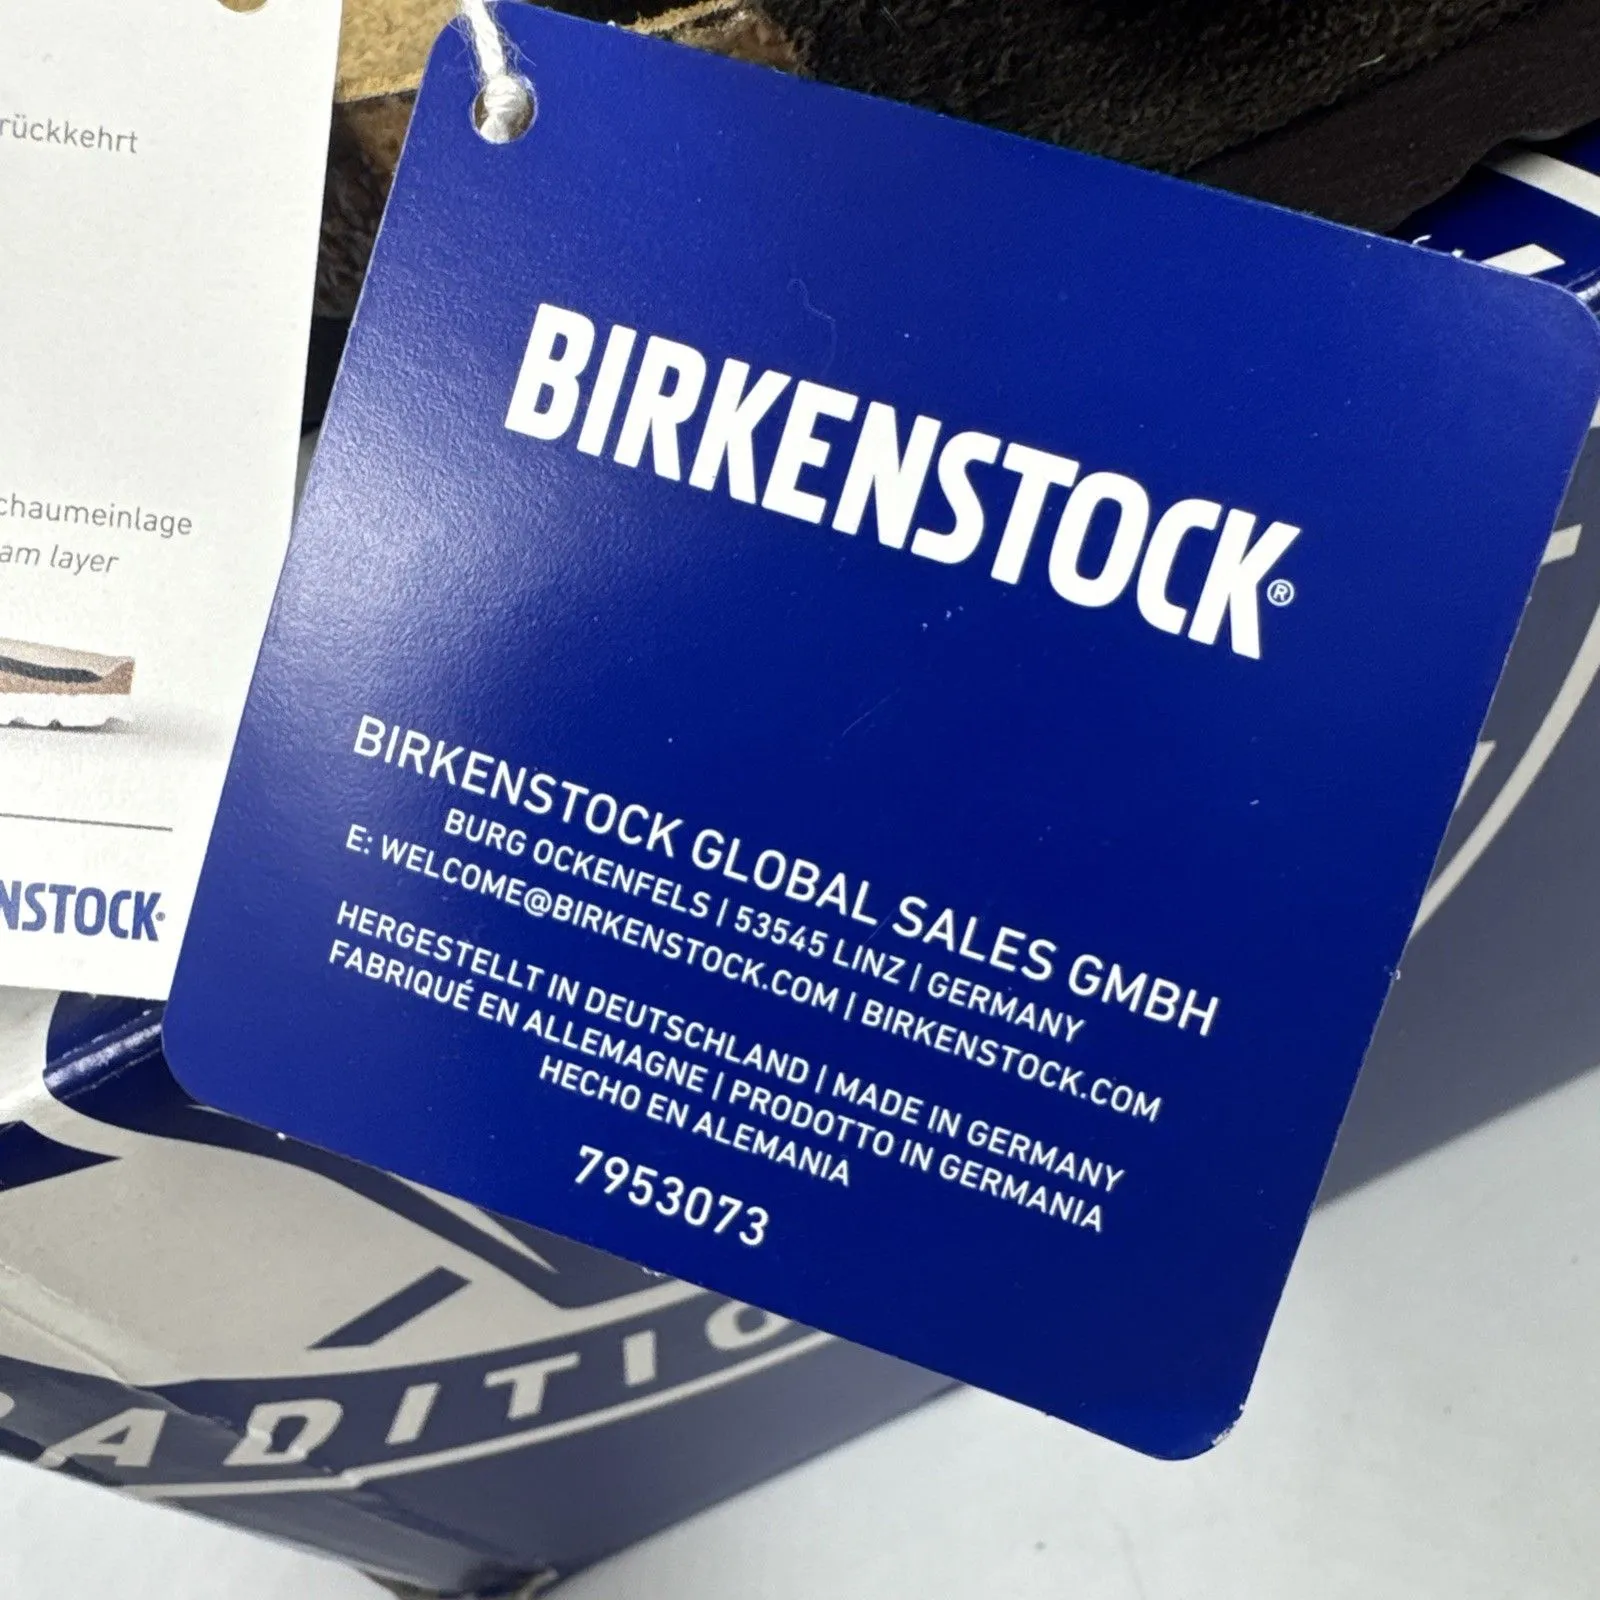 BIRKENSTOCK®
BIRKENSTOCK GLOBAL SALES GMBH
BURG OCKENFELS | 53545 LINZ | GERMANY
E: WELCOME@BIRKENSTOCK.COM | BIRKENSTOCK.COM
HERGESTELLT IN DEUTSCHLAND | MADE IN GERMANY
FABRIQUÉ EN ALLEMAGNE | PRODOTTO IN GERMANIA
HECHO EN ALEMANIA
7953073
rückkehrt
chaumeinlage
am layer
NSTOCK
ADITIO